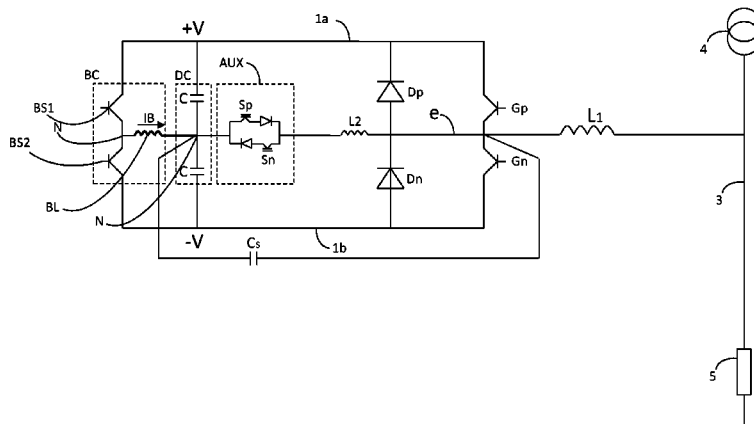 +V
1a
4
BC
DC
AUX
BS1
IB
C
Sp
Dp
Gp
N
L2
e
L1
BS2
Sn
C
Dn
Gn
BL
N
3
-V
Cs
1b
5